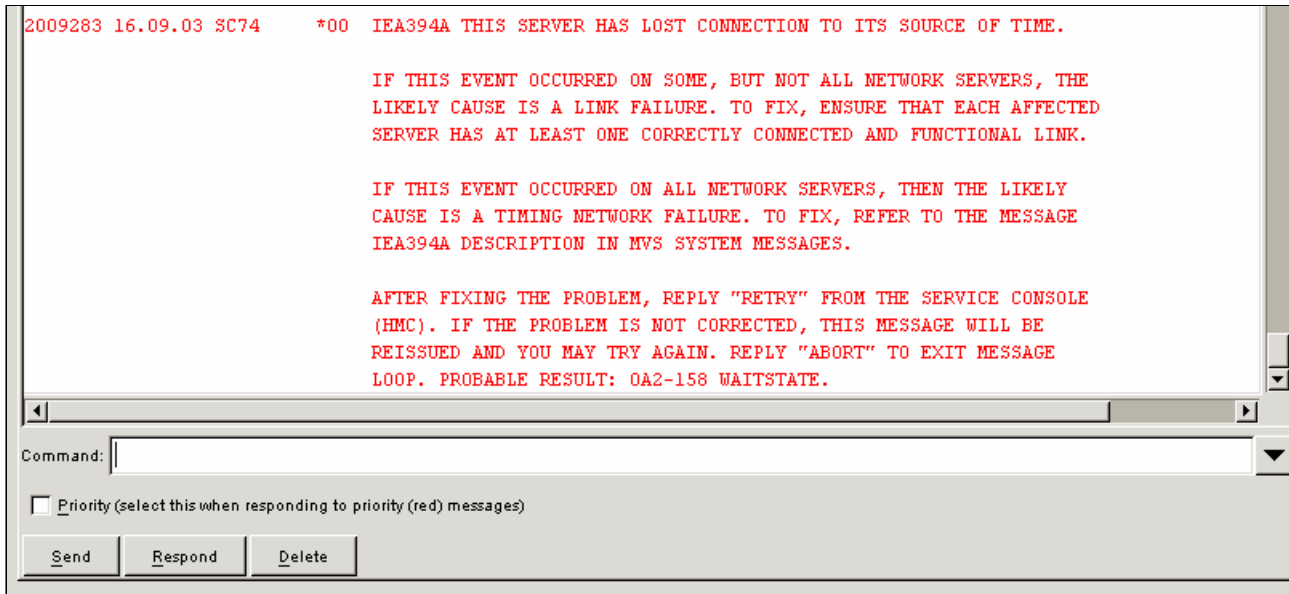 2009283 16.09.03 SC74 *00 IEA394A THIS SERVER HAS LOST CONNECTION TO ITS SOURCE OF TIME.
IF THIS EVENT OCCURRED ON SOME, BUT NOT ALL NETWORK SERVERS, THE
LIKELY CAUSE IS A LINK FAILURE. TO FIX, ENSURE THAT EACH AFFECTED
SERVER HAS AT LEAST ONE CORRECTLY CONNECTED AND FUNCTIONAL LINK.
IF THIS EVENT OCCURRED ON ALL NETWORK SERVERS, THEN THE LIKELY
CAUSE IS A TIMING NETWORK FAILURE. TO FIX, REFER TO THE MESSAGE
IEA394A DESCRIPTION IN MVS SYSTEM MESSAGES.
AFTER FIXING THE PROBLEM, REPLY "RETRY" FROM THE SERVICE CONSOLE
(HMC). IF THE PROBLEM IS NOT CORRECTED, THIS MESSAGE WILL BE
REISSUED AND YOU MAY TRY AGAIN. REPLY "ABORT" TO EXIT MESSAGE
LOOP. PROBABLE RESULT: 0A2-158 WAITSTATE.
Command:
Priority (select this when responding to priority (red) messages)
Send Respond Delete